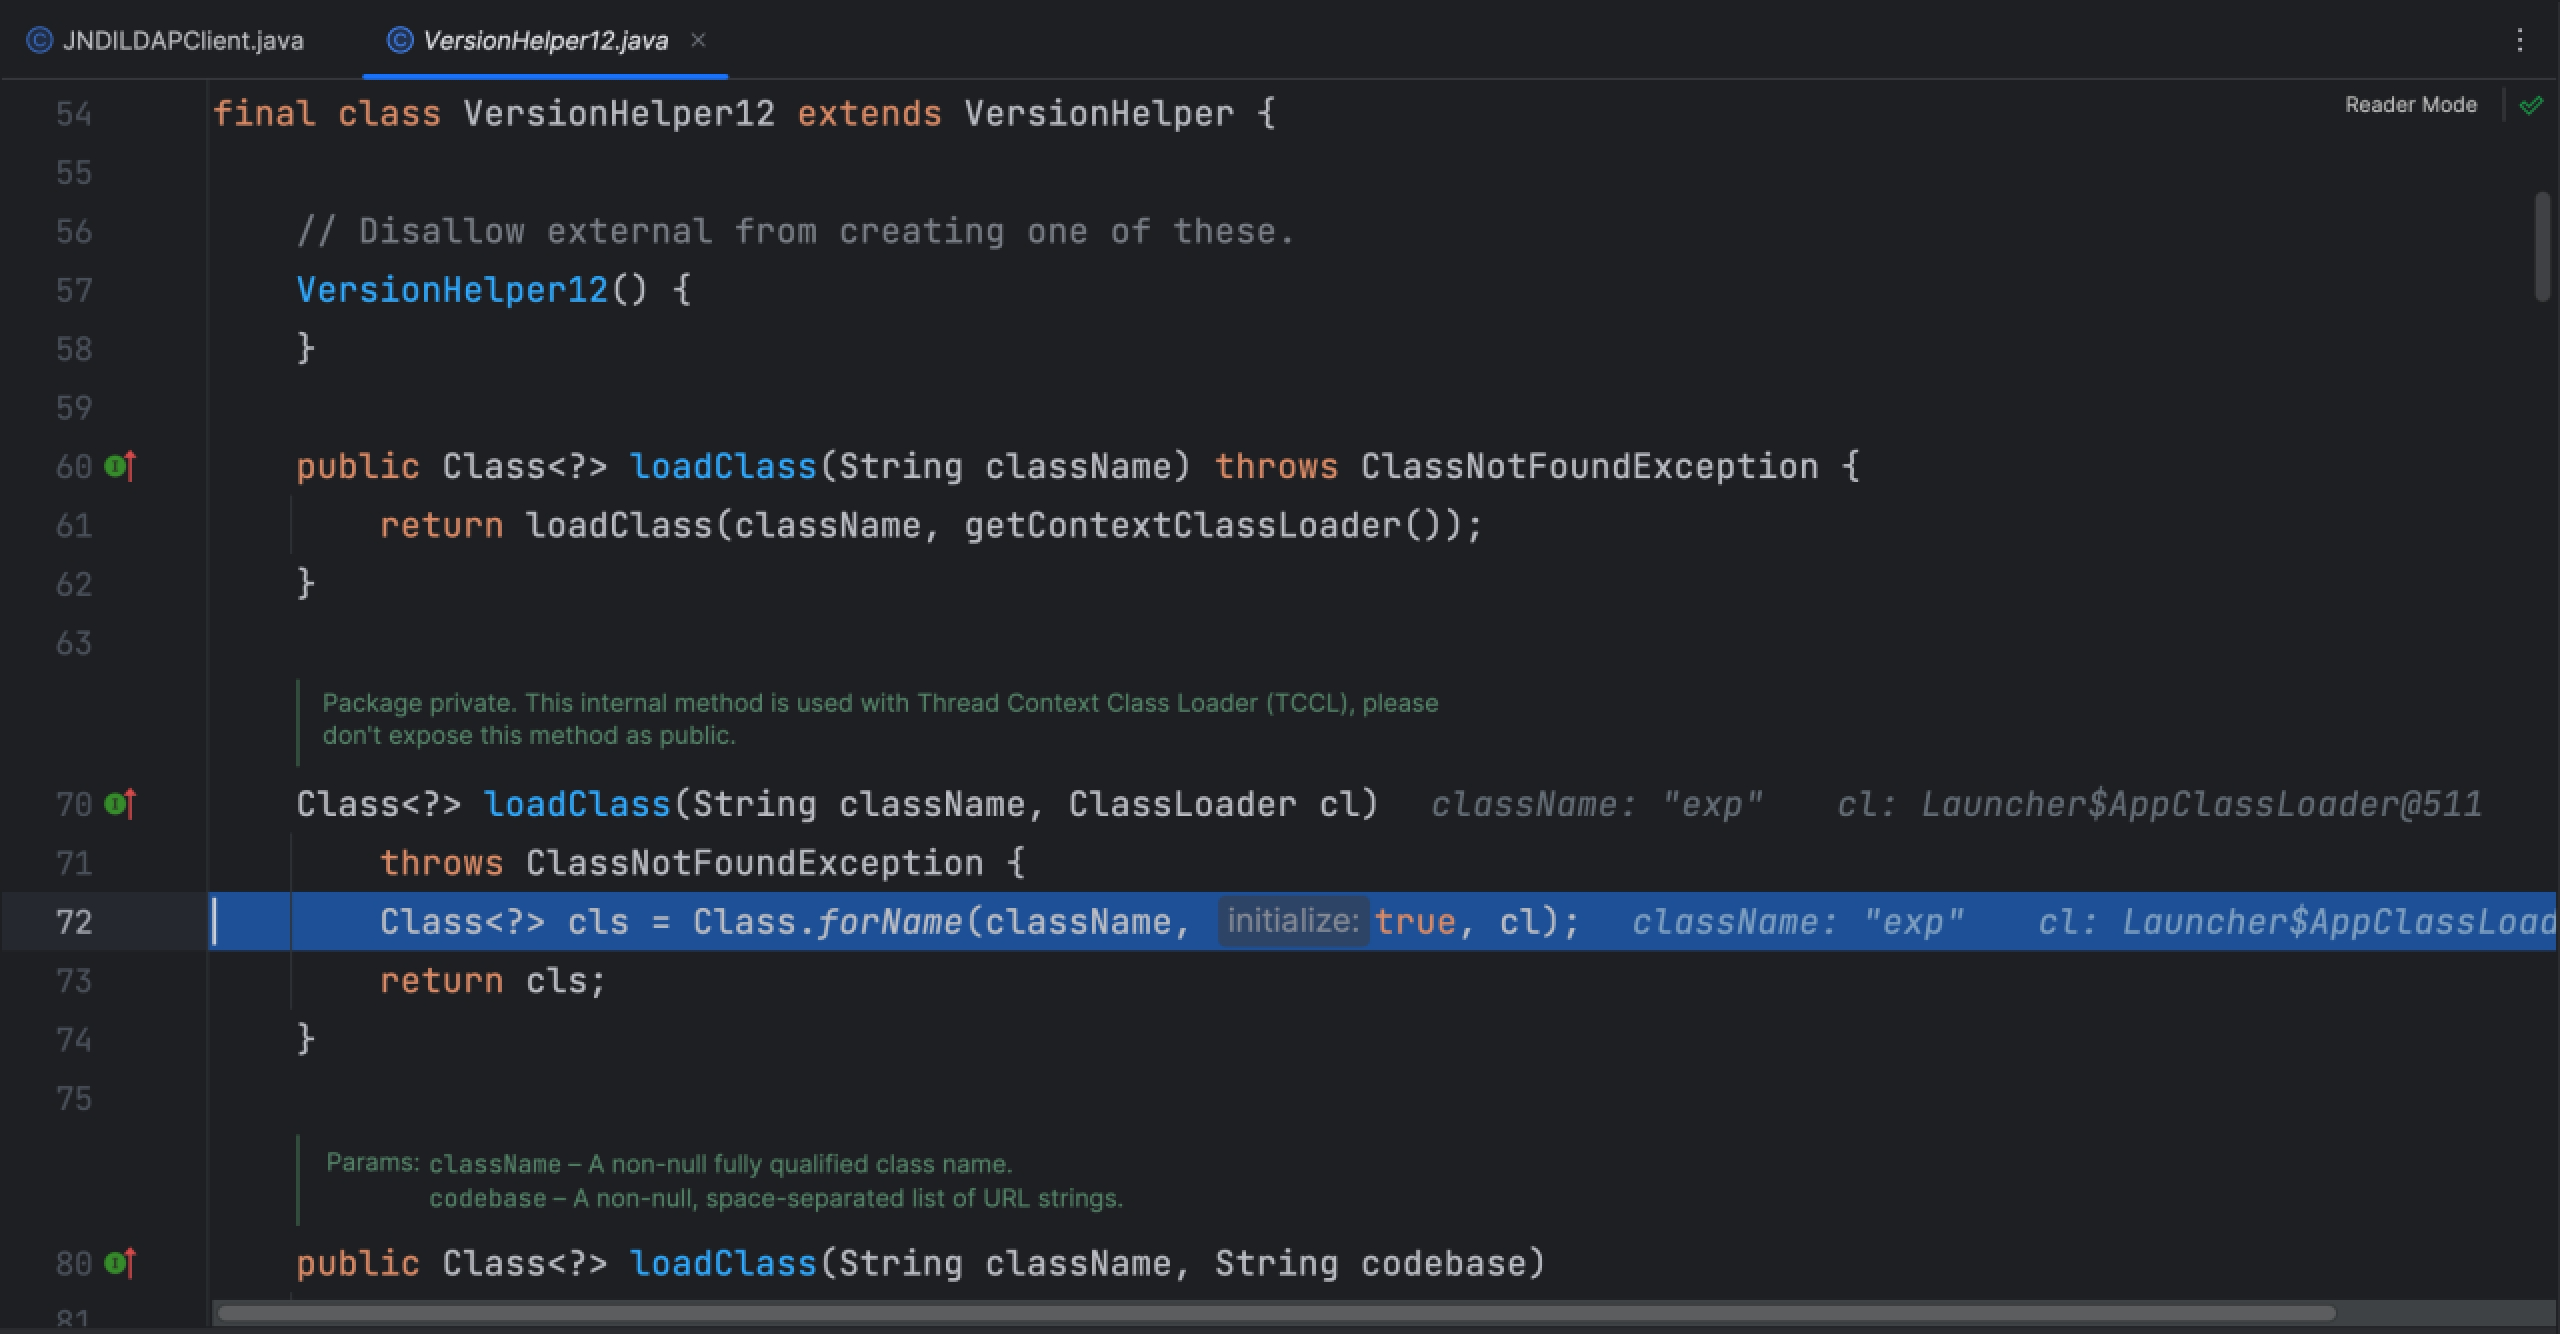 JNDILDAPClient.java VersionHelper12.java
54 final class VersionHelper12 extends VersionHelper { Reader Mode
55
56 // Disallow external from creating one of these.
57 VersionHelper12() {
58 }
59
60 public Class<?> loadClass(String className) throws ClassNotFoundException {
61 return loadClass(className, getContextClassLoader());
62 }
63
Package private. This internal method is used with Thread Context Class Loader (TCCL), please
don't expose this method as public.
70 Class<?> loadClass(String className, ClassLoader cl) className: "exp" cl: Launcher$AppClassLoader@511
71 throws ClassNotFoundException {
72 Class<?> cls = Class.forName(className, initialize: true, cl); className: "exp" cl: Launcher$AppClassLoad
73 return cls;
74 }
75
Params: className – A non-null fully qualified class name.
codebase – A non-null, space-separated list of URL strings.
80 public Class<?> loadClass(String className, String codebase)
81